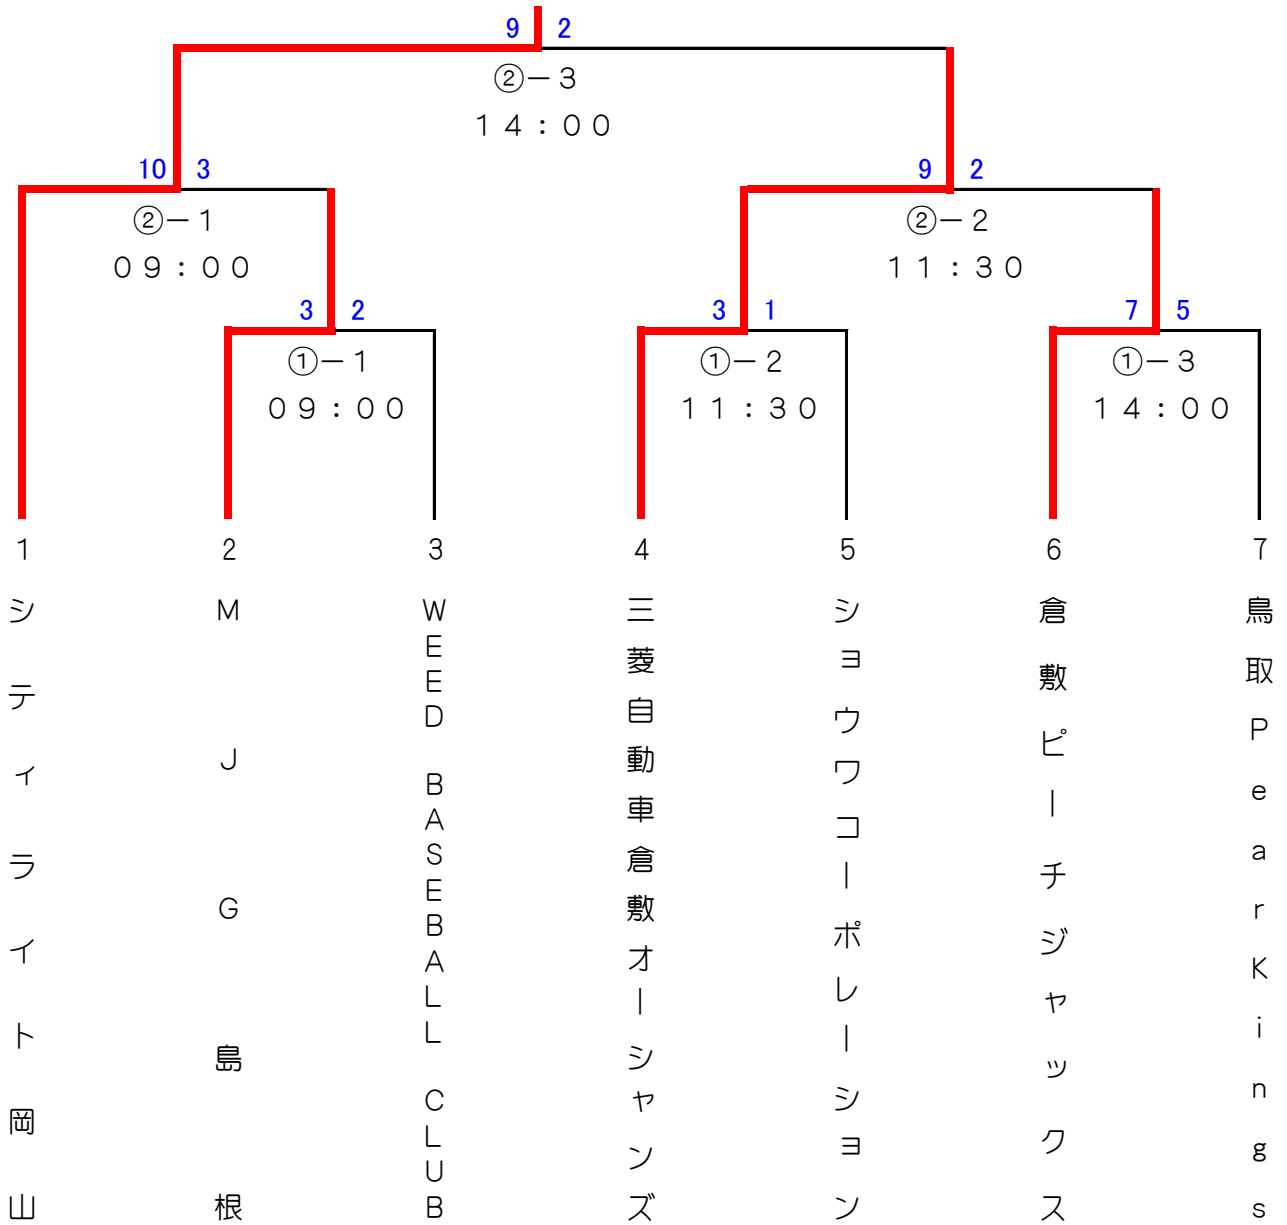 9 2
②－３
１４：００
10 3
9 2
②－１
②－２
０９：００
１１：３０
3 2
3 1
7 5
①－１
①－２
①－３
０９：００
１１：３０
１４：００
1 2 3 4 5 6 7
シティライト岡山
ＭＪＧ島根
WEED BASEBALL CLUB
三菱自動車倉敷オーシャンズ
ショウワコーポレーション
倉敷ピーチジャックス
鳥取PearKings